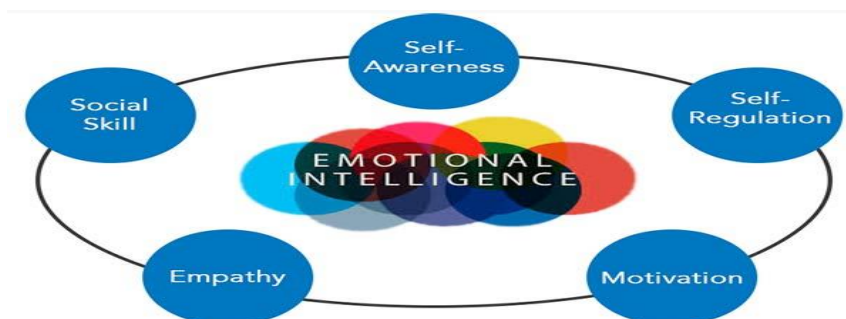 Self-
Awareness
Social
Skill
Self-
Regulation
EMOTIONAL
INTELLIGENCE
Empathy
Motivation